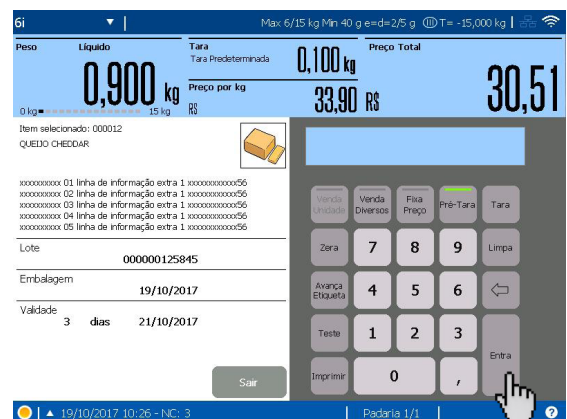 6i Max 6/15 kg Min 40 g e=d=2/5 g III T= -15,000 kg
Peso Líquido Tara Preço Total
Tara Predeterminada 0,100 kg
0,900 kg Preço por kg
R$ 33,90 R$ 30,51
0 kg 15 kg
Item selecionado: 000012
QUEIJO CHEDDAR
xxxxxxxxxx 01 linha de informação extra 1 xxxxxxxxxxx56
xxxxxxxxxx 02 linha de informação extra 1 xxxxxxxxxxx56
xxxxxxxxxx 03 linha de informação extra 1 xxxxxxxxxxx56
xxxxxxxxxx 04 linha de informação extra 1 xxxxxxxxxxx56
xxxxxxxxxx 05 linha de informação extra 1 xxxxxxxxxxx56
Lote
000000125845
Embalagem
19/10/2017
Validade
3 dias 21/10/2017
Sair
Venda Unidade Venda Diversos Fixa Preço Pré-Tara Tara
Zera 7 8 9 Limpa
Avança Etiqueta 4 5 6
Teste 1 2 3
Entra
Imprimir 0 ,
19/10/2017 10:26 - NC: 3 Padaria 1/1 ?